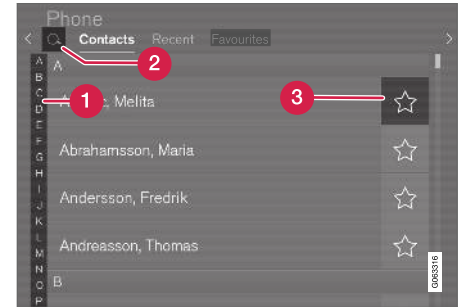 Phone
Contacts Recent Favourites
2
A
B
C
D
E
F
G
H
I
J
K
L
M
N
O
P
A
1
Melita
3
Abrahamsson, Maria
Andersson, Fredrik
Andreasson, Thomas
B
G063316